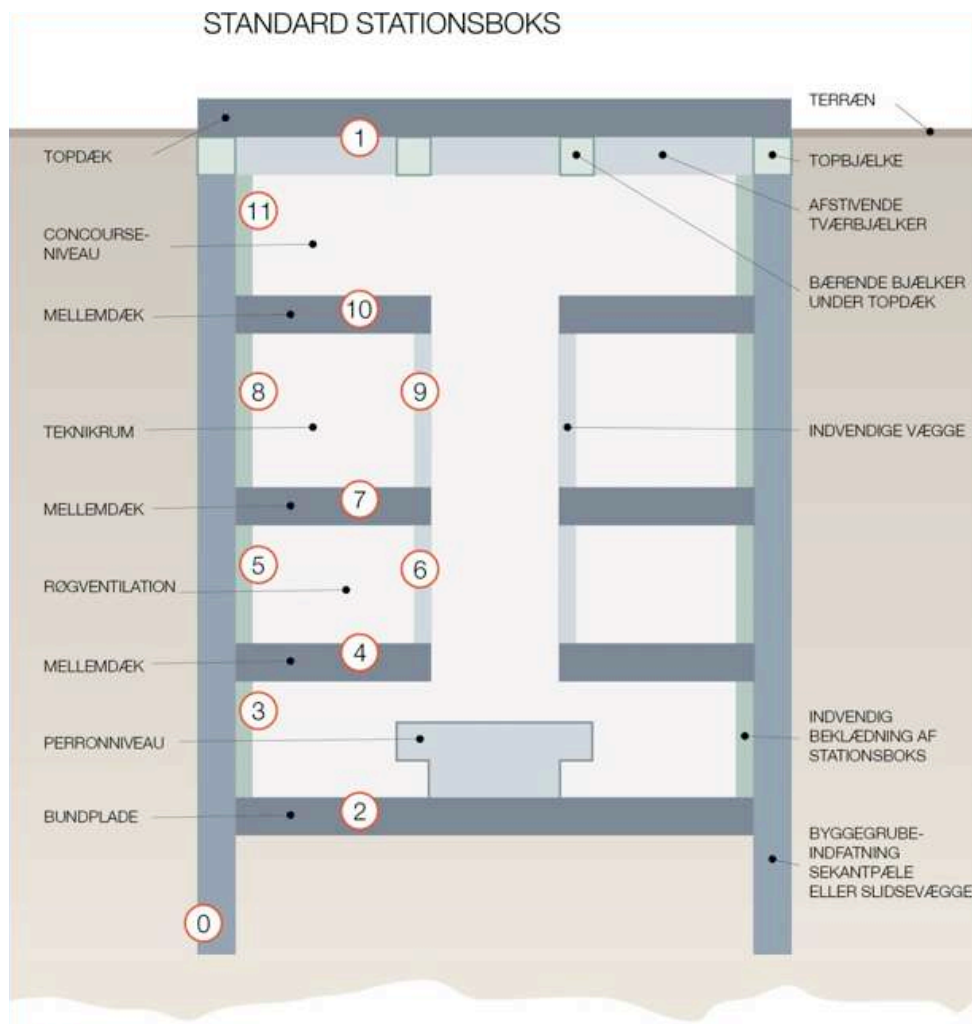 STANDARD STATIONSBOKS
TERRÆN
1
TOPDÆK
TOPBJÆLKE
11
AFSTIVENDE
TVÆRBJÆLKER
CONCOURSE-
NIVEAU
BÆRENDE BJÆLKER
UNDER TOPDÆK
MELLEMDÆK
10
8
9
TEKNIKRUM
INDVENDIGE VÆGGE
MELLEMDÆK
7
5
6
RØGVENTILATION
MELLEMDÆK
4
3
INDVENDIG
BEKLÆDNING AF
STATIONSBOKS
PERRONNIVEAU
BUNDPLADE
2
BYGGEGRUBE-
INDFATNING
SEKANTPÆLE
ELLER SLIDSEVÆGGE
0